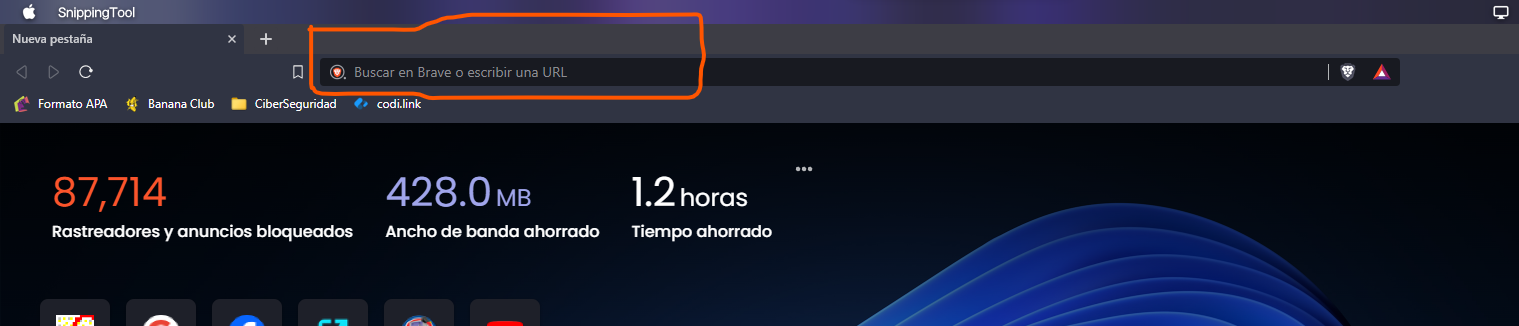 SnippingTool
Nueva pestaña
Buscar en Brave o escribir una URL
Formato APA Banana Club CiberSeguridad codi.link
87,714 428.0 MB 1.2 horas
Rastreadores y anuncios bloqueados Ancho de banda ahorrado Tiempo ahorrado